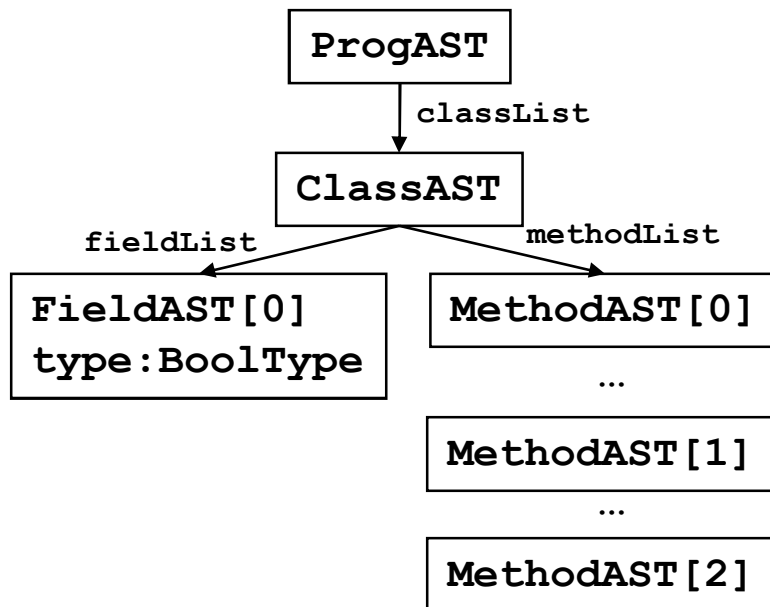 ProgAST
classList
ClassAST
fieldList
methodList
FieldAST[0]
type:BoolType
MethodAST[0]
…
MethodAST[1]
…
MethodAST[2]